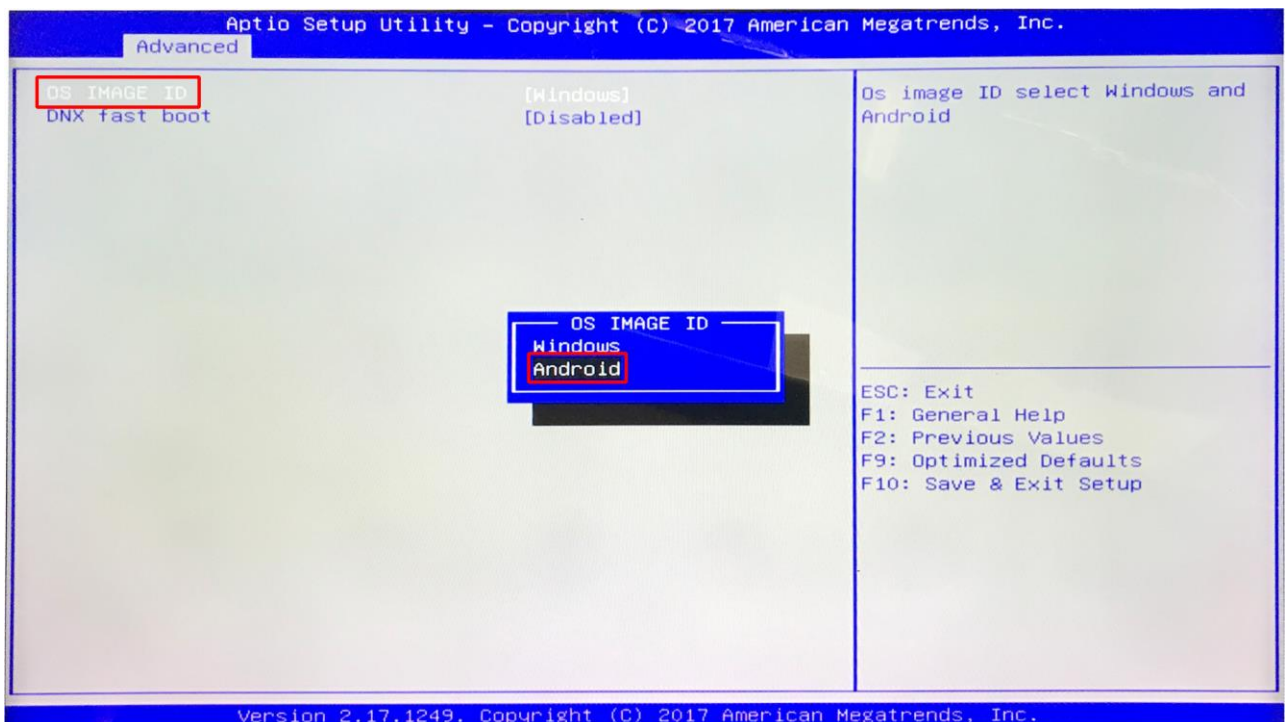 Aptio Setup Utility – Copyright (C) 2017 American Megatrends, Inc.
Advanced
OS IMAGE ID [Windows]
DNX fast boot [Disabled]
Os image ID select Windows and
Android
OS IMAGE ID
Windows
Android
ESC: Exit
F1: General Help
F2: Previous Values
F9: Optimized Defaults
F10: Save & Exit Setup
Version 2.17.1249. Copyright (C) 2017 American Megatrends, Inc.